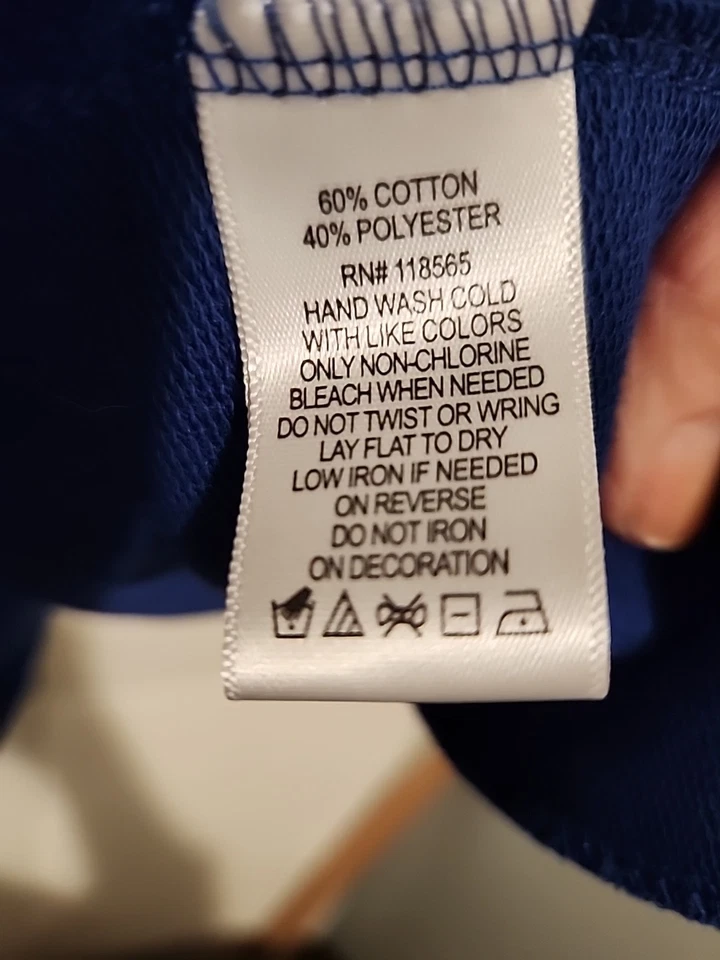 60% COTTON
40% POLYESTER
RN# 118565
HAND WASH COLD
WITH LIKE COLORS
ONLY NON-CHLORINE
BLEACH WHEN NEEDED
DO NOT TWIST OR WRING
LAY FLAT TO DRY
LOW IRON IF NEEDED
ON REVERSE
DO NOT IRON
ON DECORATION